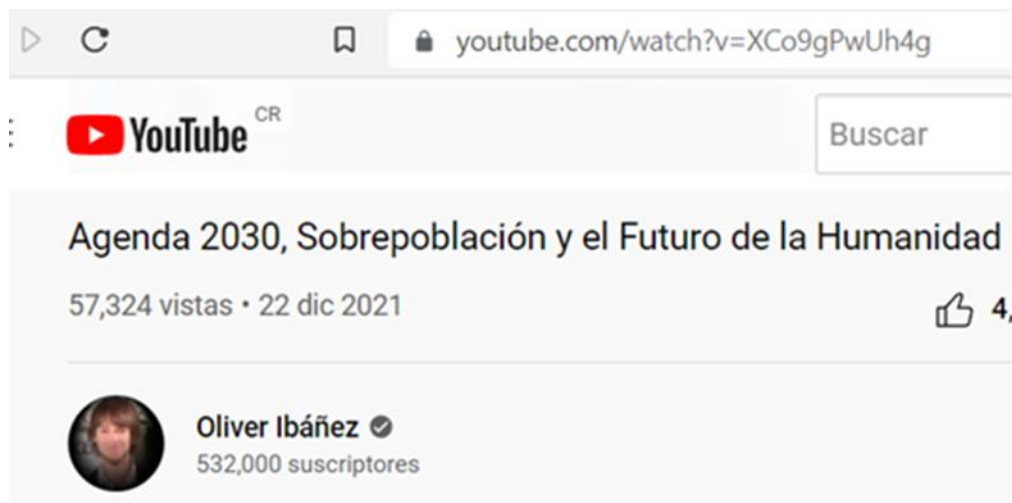 youtube.com/watch?v=XCo9gPwUh4g
YouTube CR
Buscar
Agenda 2030, Sobrepoblación y el Futuro de la Humanidad
57,324 vistas • 22 dic 2021
4,
Oliver Ibáñez
532,000 suscriptores